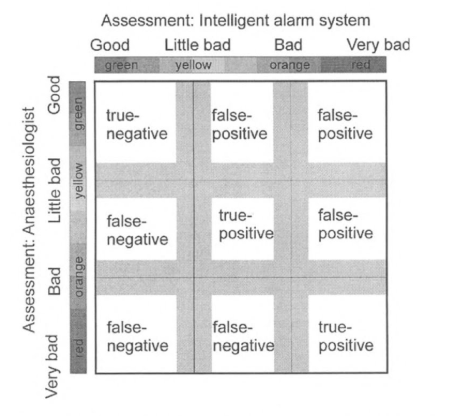 Assessment: Intelligent alarm system
Good Little bad Bad Very bad
green yellow orange red
Assessment: Anaesthesiologist
Good Little bad Bad Very bad
green yellow orange red
true-
negative
false-
positive
false-
positive
false-
negative
true-
positive
false-
positive
false-
negative
false-
negative
true-
positive